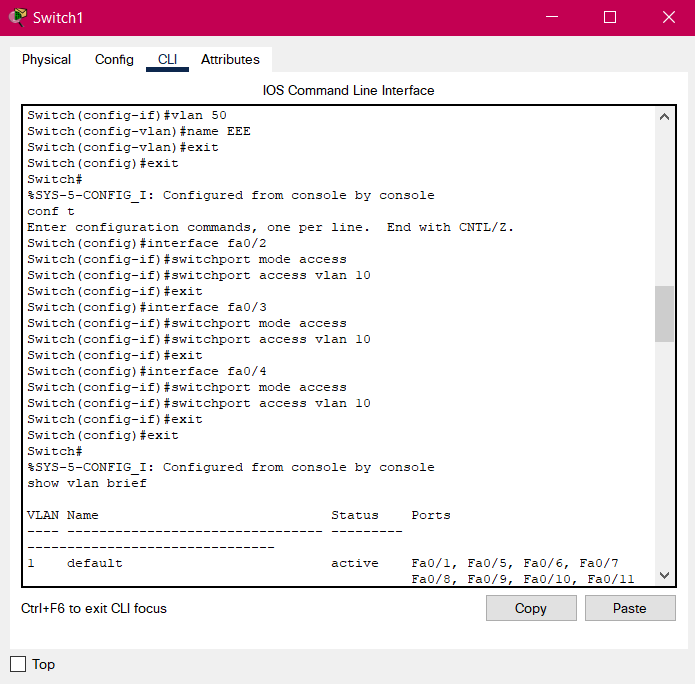 Switch1
Physical Config CLI Attributes
IOS Command Line Interface
Switch(config-if)#vlan 50
Switch(config-vlan)#name EEE
Switch(config-vlan)#exit
Switch(config)#exit
Switch#
%SYS-5-CONFIG_I: Configured from console by console
conf t
Enter configuration commands, one per line.  End with CNTL/Z.
Switch(config)#interface fa0/2
Switch(config-if)#switchport mode access
Switch(config-if)#switchport access vlan 10
Switch(config-if)#exit
Switch(config)#interface fa0/3
Switch(config-if)#switchport mode access
Switch(config-if)#switchport access vlan 10
Switch(config-if)#exit
Switch(config)#interface fa0/4
Switch(config-if)#switchport mode access
Switch(config-if)#switchport access vlan 10
Switch(config-if)#exit
Switch(config)#exit
Switch#
%SYS-5-CONFIG_I: Configured from console by console
show vlan brief
VLAN Name                             Status    Ports
---- -------------------------------- ---------
-------------------------------
1    default                          active    Fa0/1, Fa0/5, Fa0/6, Fa0/7
                                                Fa0/8, Fa0/9, Fa0/10, Fa0/11
Ctrl+F6 to exit CLI focus
Copy
Paste
Top